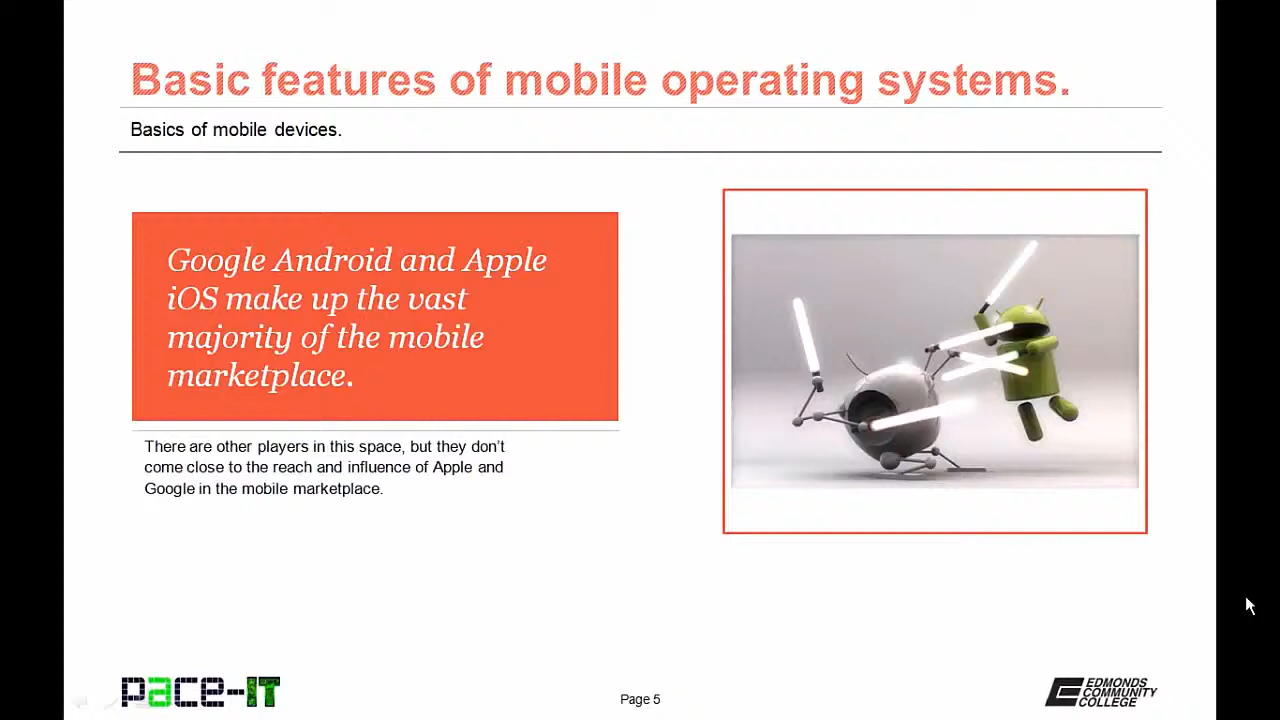 Basic features of mobile operating systems.
Basics of mobile devices.
Google Android and Apple
iOS make up the vast
majority of the mobile
marketplace.
There are other players in this space, but they don’t
come close to the reach and influence of Apple and
Google in the mobile marketplace.
pace-IT
Page 5
EDMONDS
COMMUNITY
COLLEGE